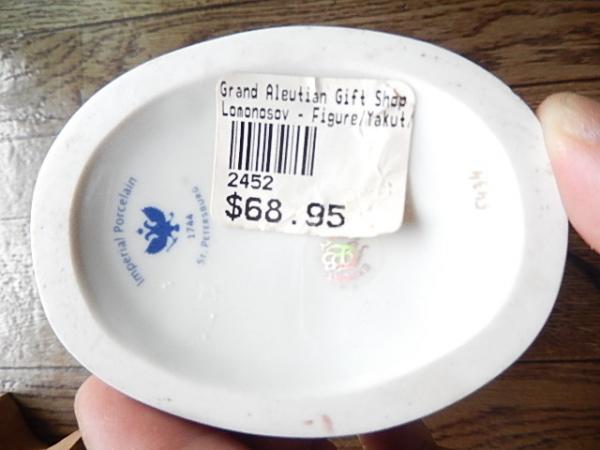 Grand Aleutian Gift Shop
Lomonosov - Figure/Yakut/
2452
$68.95
Imperial Porcelain
1744
St. Petersburg